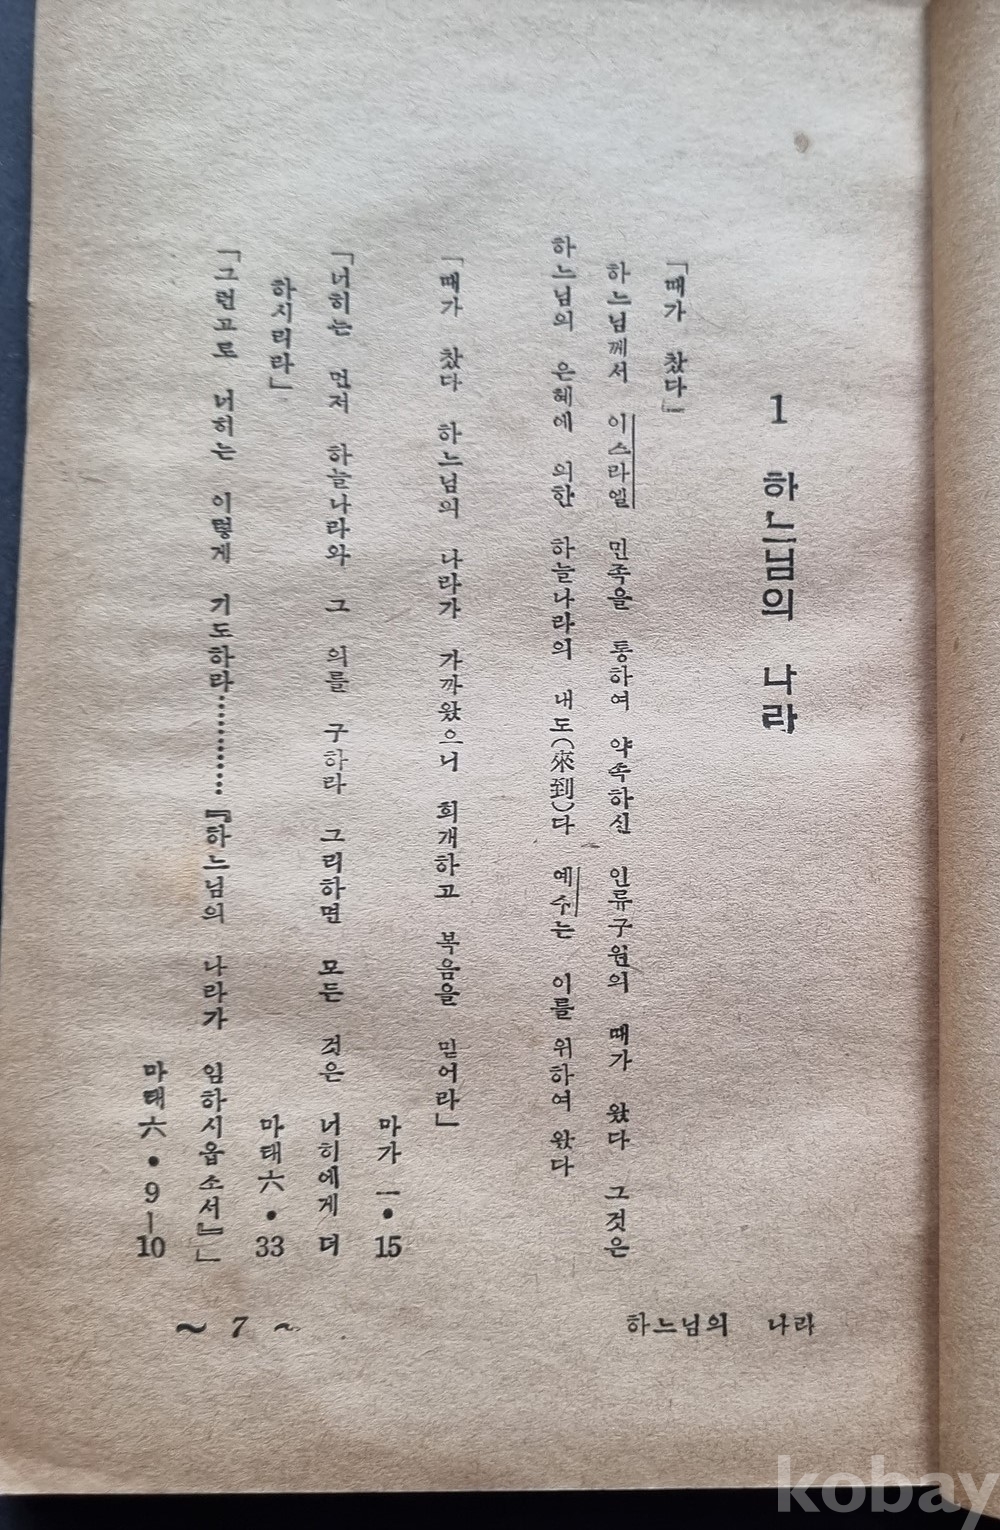 1 하느님의 나라
「때가 찼다」
하느님께서 이스라엘 민족을 통하여 약속하신 인류구원의 때가 왔다 그것은
하느님의 은혜에 의한 하늘나라의 내도(來到)다 예수는 이를 위하여 왔다
「때가 찼다 하느님의 나라가 가까왔으니 회개하고 복음을 믿어라」
마가 一•15
「너히는 먼저 하늘나라와 그 의를 구하라 그리하면 모든 것은 너히에게 더
하시리라」
마태六•33
「그런고로 너히는 이렇게 기도하라…………『하느님의 나라가 임하시옵소서』」
마태六•9-10
하느님의 나라
~ 7 ~
kobay